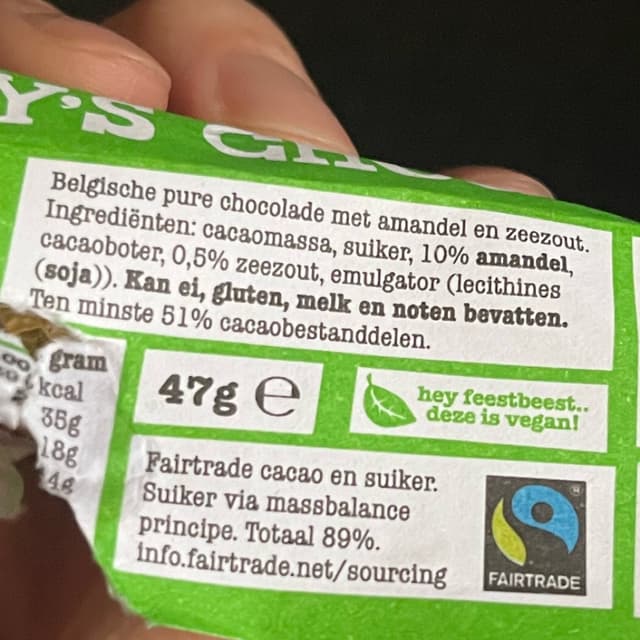 Y'S
Belgische pure chocolade met amandel en zeezout.
Ingrediënten: cacaomassa, suiker, 10% amandel,
cacaoboter, 0,5% zeezout, emulgator (lecithines
(soja)). Kan ei, gluten, melk en noten bevatten.
Ten minste 51% cacaobestanddelen.
gram
kcal
35g
18g
4g
47g ℮
hey feestbeest..
deze is vegan!
Fairtrade cacao en suiker.
Suiker via massbalance
principe. Totaal 89%.
info.fairtrade.net/sourcing
FAIRTRADE